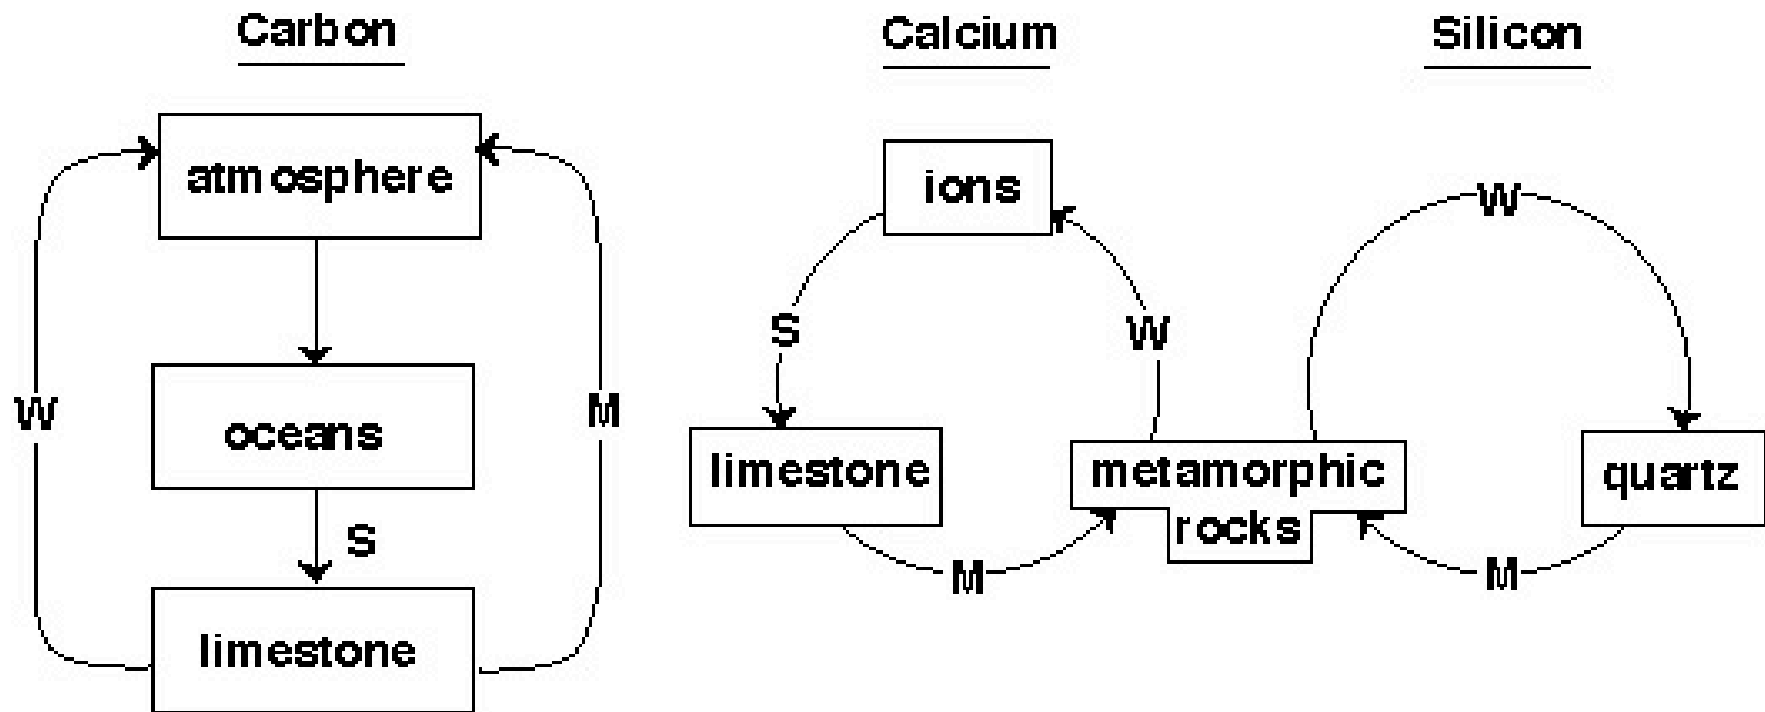 Carbon
atmosphere
W
M
oceans
S
limestone
Calcium
ions
S
W
limestone
metamorphic
rocks
M
Silicon
W
quartz
M